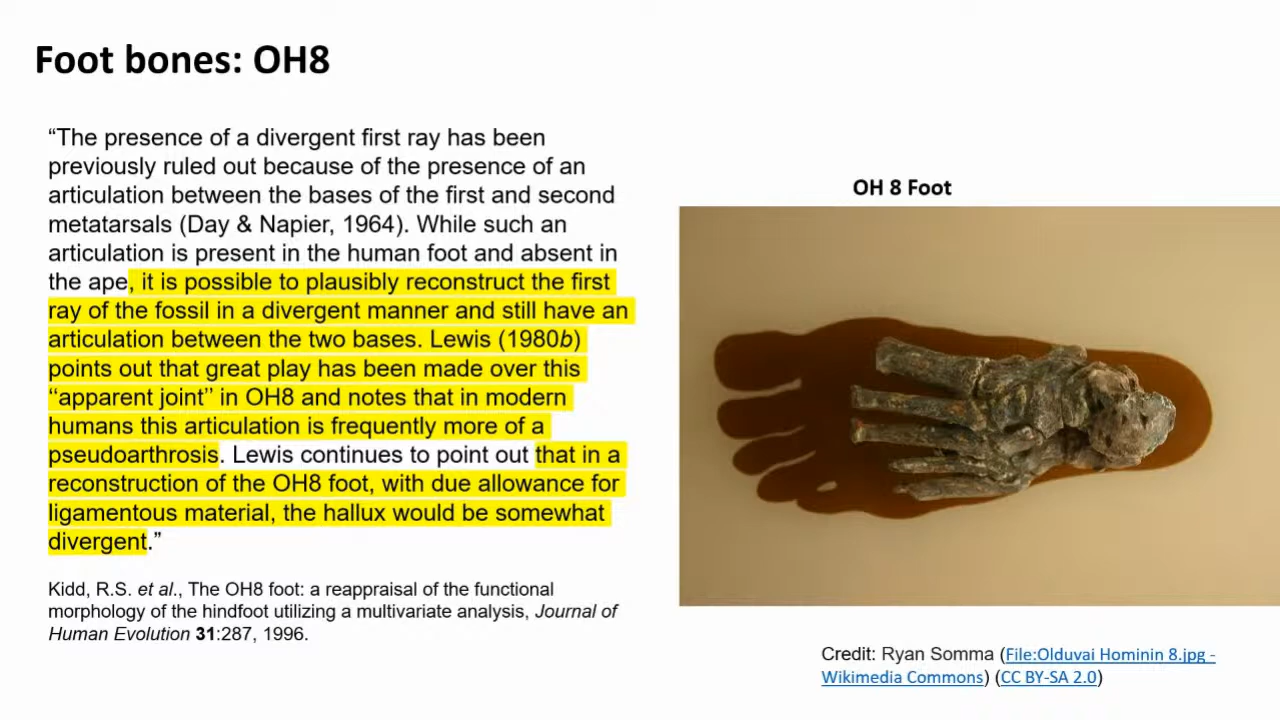 Foot bones: OH8
“The presence of a divergent first ray has been
previously ruled out because of the presence of an
articulation between the bases of the first and second
metatarsals (Day & Napier, 1964). While such an
articulation is present in the human foot and absent in
the ape, it is possible to plausibly reconstruct the first
ray of the fossil in a divergent manner and still have an
articulation between the two bases. Lewis (1980b)
points out that great play has been made over this
‘‘apparent joint’’ in OH8 and notes that in modern
humans this articulation is frequently more of a
pseudoarthrosis. Lewis continues to point out that in a
reconstruction of the OH8 foot, with due allowance for
ligamentous material, the hallux would be somewhat
divergent.”
Kidd, R.S. et al., The OH8 foot: a reappraisal of the functional
morphology of the hindfoot utilizing a multivariate analysis, Journal of
Human Evolution 31:287, 1996.
OH 8 Foot
Credit: Ryan Somma (File:Olduvai Hominin 8.jpg -
Wikimedia Commons) (CC BY-SA 2.0)